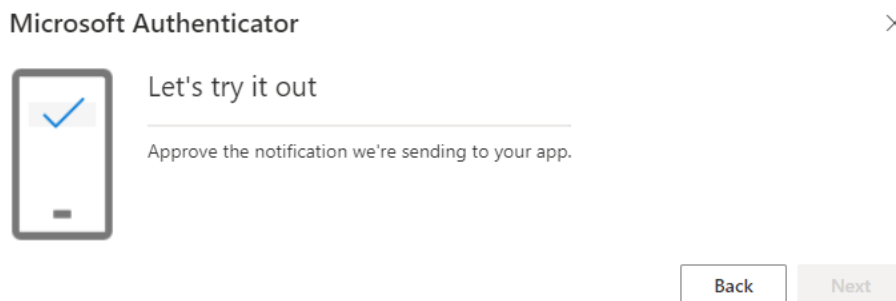 Microsoft Authenticator
Let's try it out
Approve the notification we're sending to your app.
Back
Next